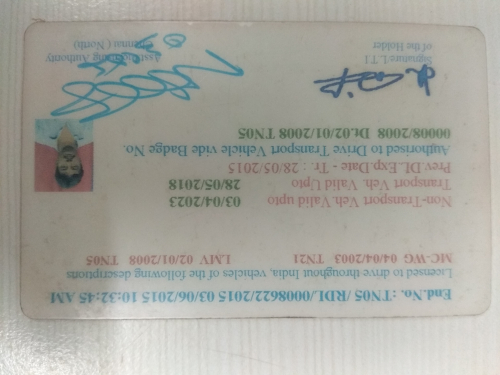 End.No. : TN05 /RDL/0008622/2015 03/06/2015 10:32:45 AM
Licensed to drive throughout India, vehicles of the following descriptions
MC-WG 04/04/2003 TN21 LMV 02/01/2008 TN05
Non-Transport Veh.Valid upto 03/04/2023
Transport Veh. Valid Upto 28/05/2018
Prev.DL.Exp.Date - Tr. : 28/05/2015
Authorised to Drive Transport Vehicle vide Badge No.
00008/2008 Dt.02/01/2008 TN05
Signature/L.T.I
of the Holder
Licensing Authority
Chennai (North)